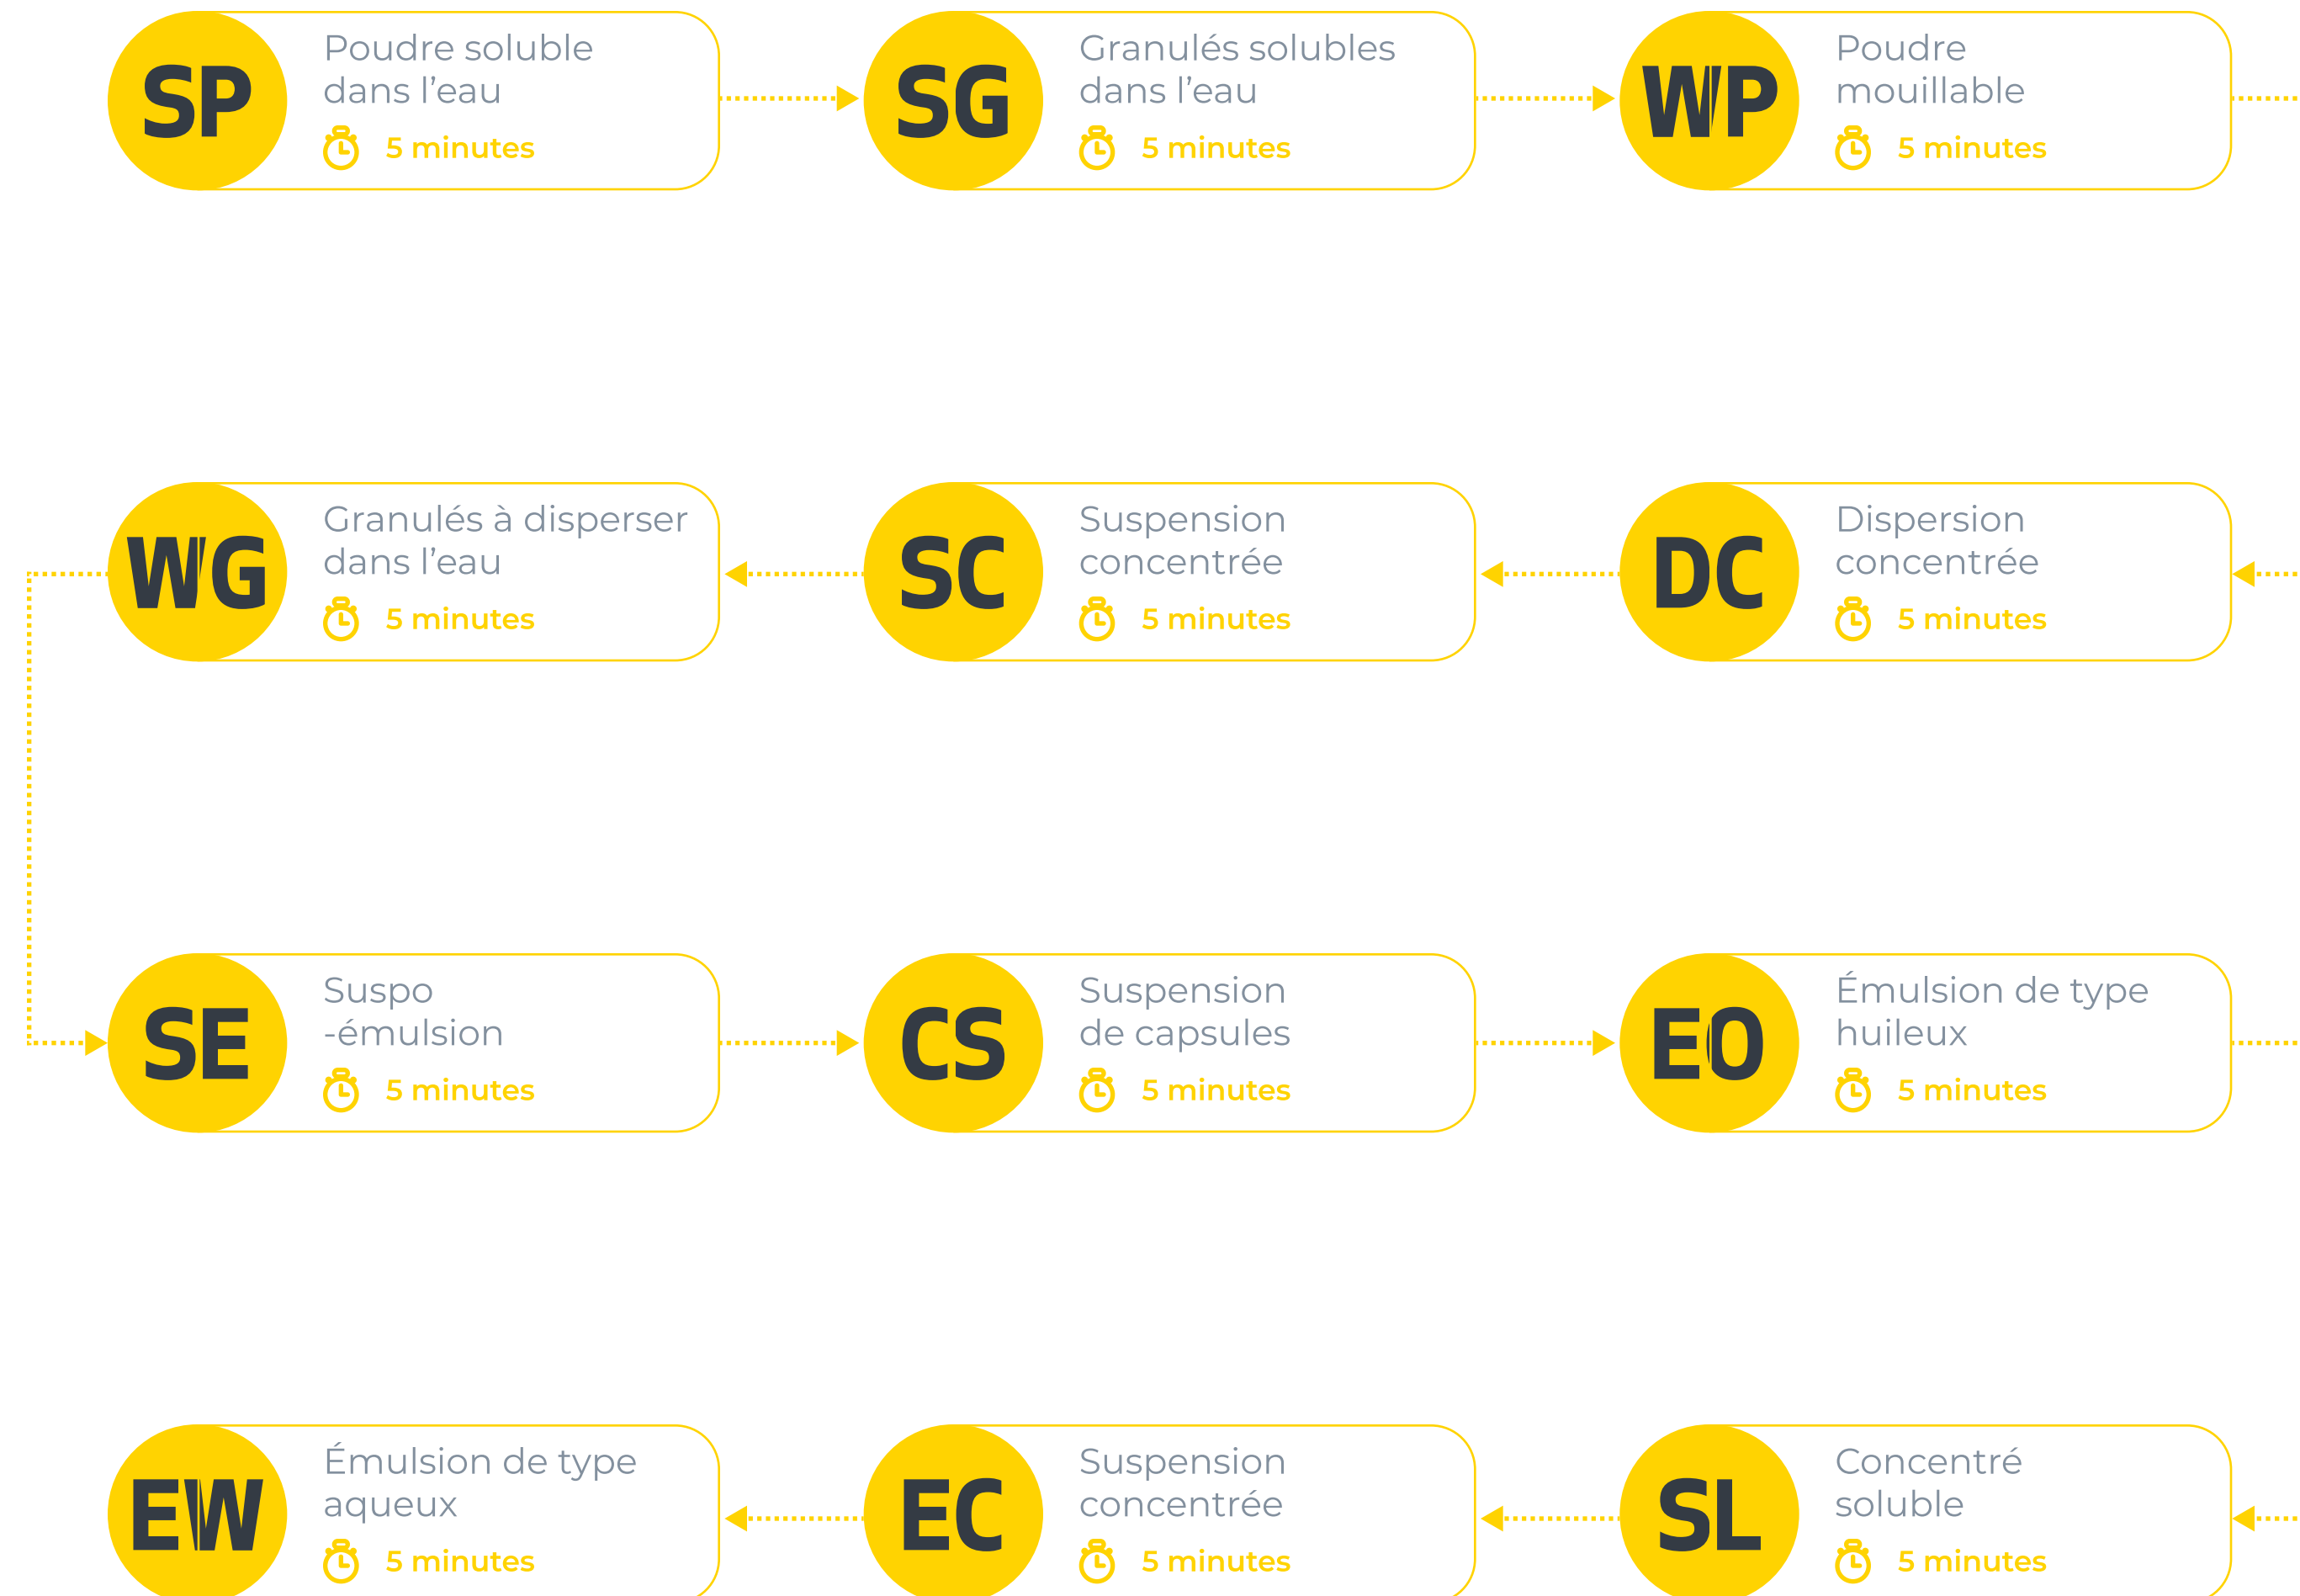 SP
Poudre soluble
dans l’eau
5 minutes
SG
Granulés solubles
dans l’eau
5 minutes
WP
Poudre
mouillable
5 minutes
WG
Granulés à disperser
dans l’eau
5 minutes
SC
Suspension
concentrée
5 minutes
DC
Dispersion
concentrée
5 minutes
SE
Suspo
-émulsion
5 minutes
CS
Suspension
de capsules
5 minutes
EO
Émulsion de type
huileux
5 minutes
EW
Émulsion de type
aqueux
5 minutes
EC
Suspension
concentrée
5 minutes
SL
Concentré
soluble
5 minutes